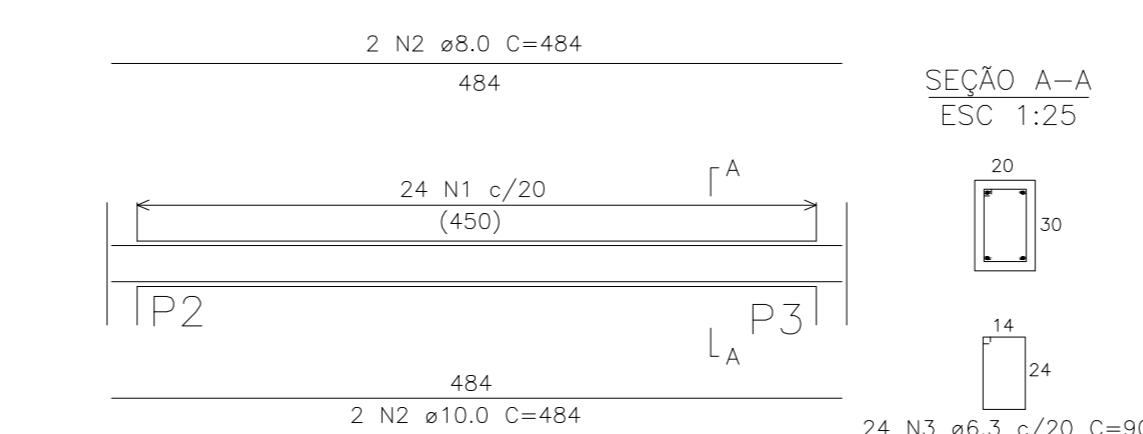 2 N2 ø8.0 C=484
484
SEÇÃO A-A
ESC 1:25
A
24 N1 c/20
(450)
20
30
P2
P3
A
14
24
484
2 N2 ø10.0 C=484
24 N3 ø6.3 c/20 C=90